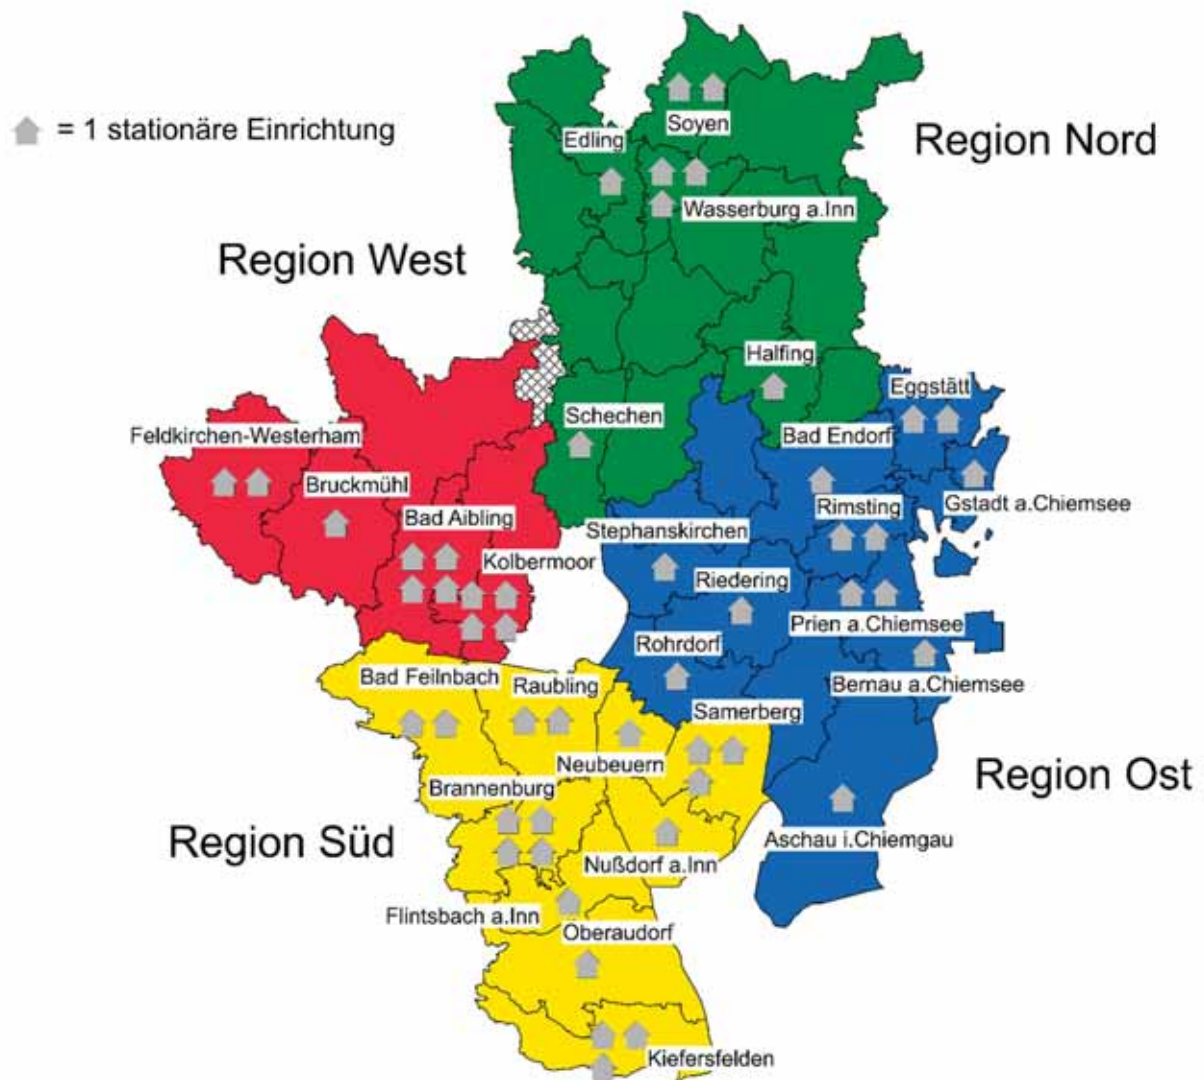 = 1 stationäre Einrichtung
Region Nord
Soyen
Edling
Wasserburg a.Inn
Region West
Halfing
Eggstätt
Schechen
Feldkirchen-Westerham
Bad Endorf
Bruckmühl
Gstadt a.Chiemsee
Rimsting
Bad Aibling
Stephanskirchen
Kolbermoor
Riedering
Prien a.Chiemsee
Rohrdorf
Bad Feilnbach
Raubling
Bernau a.Chiemsee
Samerberg
Neubeuern
Region Ost
Brannenburg
Region Süd
Aschau i.Chiemgau
Nußdorf a.Inn
Flintsbach a.Inn
Oberaudorf
Kiefersfelden